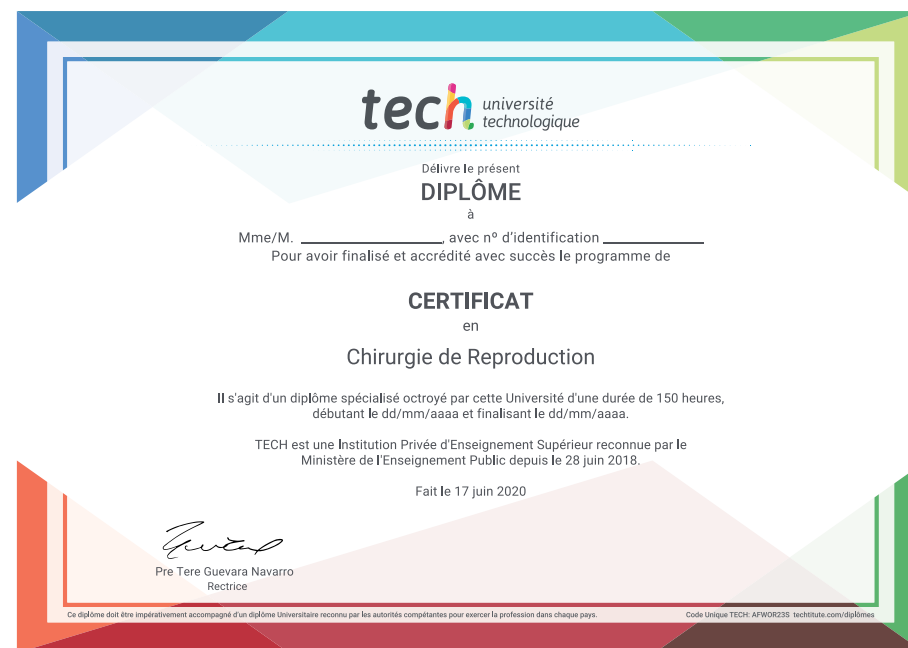 tech université
technologique
Délivre le présent
DIPLÔME
à
Mme/M. ____________________, avec nº d'identification ______________
Pour avoir finalisé et accrédité avec succès le programme de
CERTIFICAT
en
Chirurgie de Reproduction
Il s'agit d'un diplôme spécialisé octroyé par cette Université d'une durée de 150 heures,
débutant le dd/mm/aaaa et finalisant le dd/mm/aaaa.
TECH est une Institution Privée d'Enseignement Supérieur reconnue par le
Ministère de l'Enseignement Public depuis le 28 juin 2018.
Fait le 17 juin 2020
Pre Tere Guevara Navarro
Rectrice
Ce diplôme doit être impérativement accompagné d'un diplôme Universitaire reconnu par les autorités compétantes pour exercer la profession dans chaque pays.
Code Unique TECH: AFWOR23S techtitute.com/diplômes